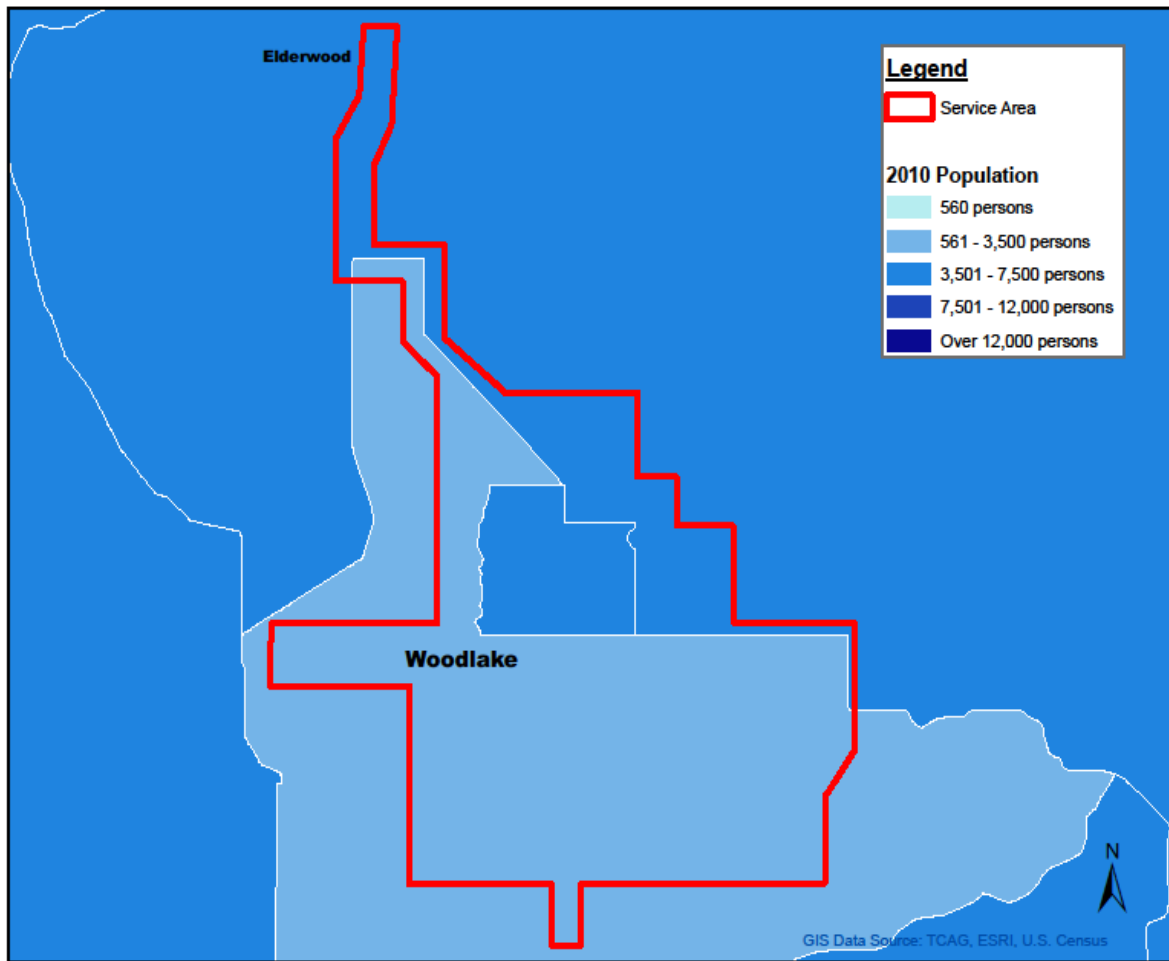 Elderwood
Legend
Service Area
2010 Population
560 persons
561 - 3,500 persons
3,501 - 7,500 persons
7,501 - 12,000 persons
Over 12,000 persons
Woodlake
N
GIS Data Source: TCAG, ESRI, U.S. Census